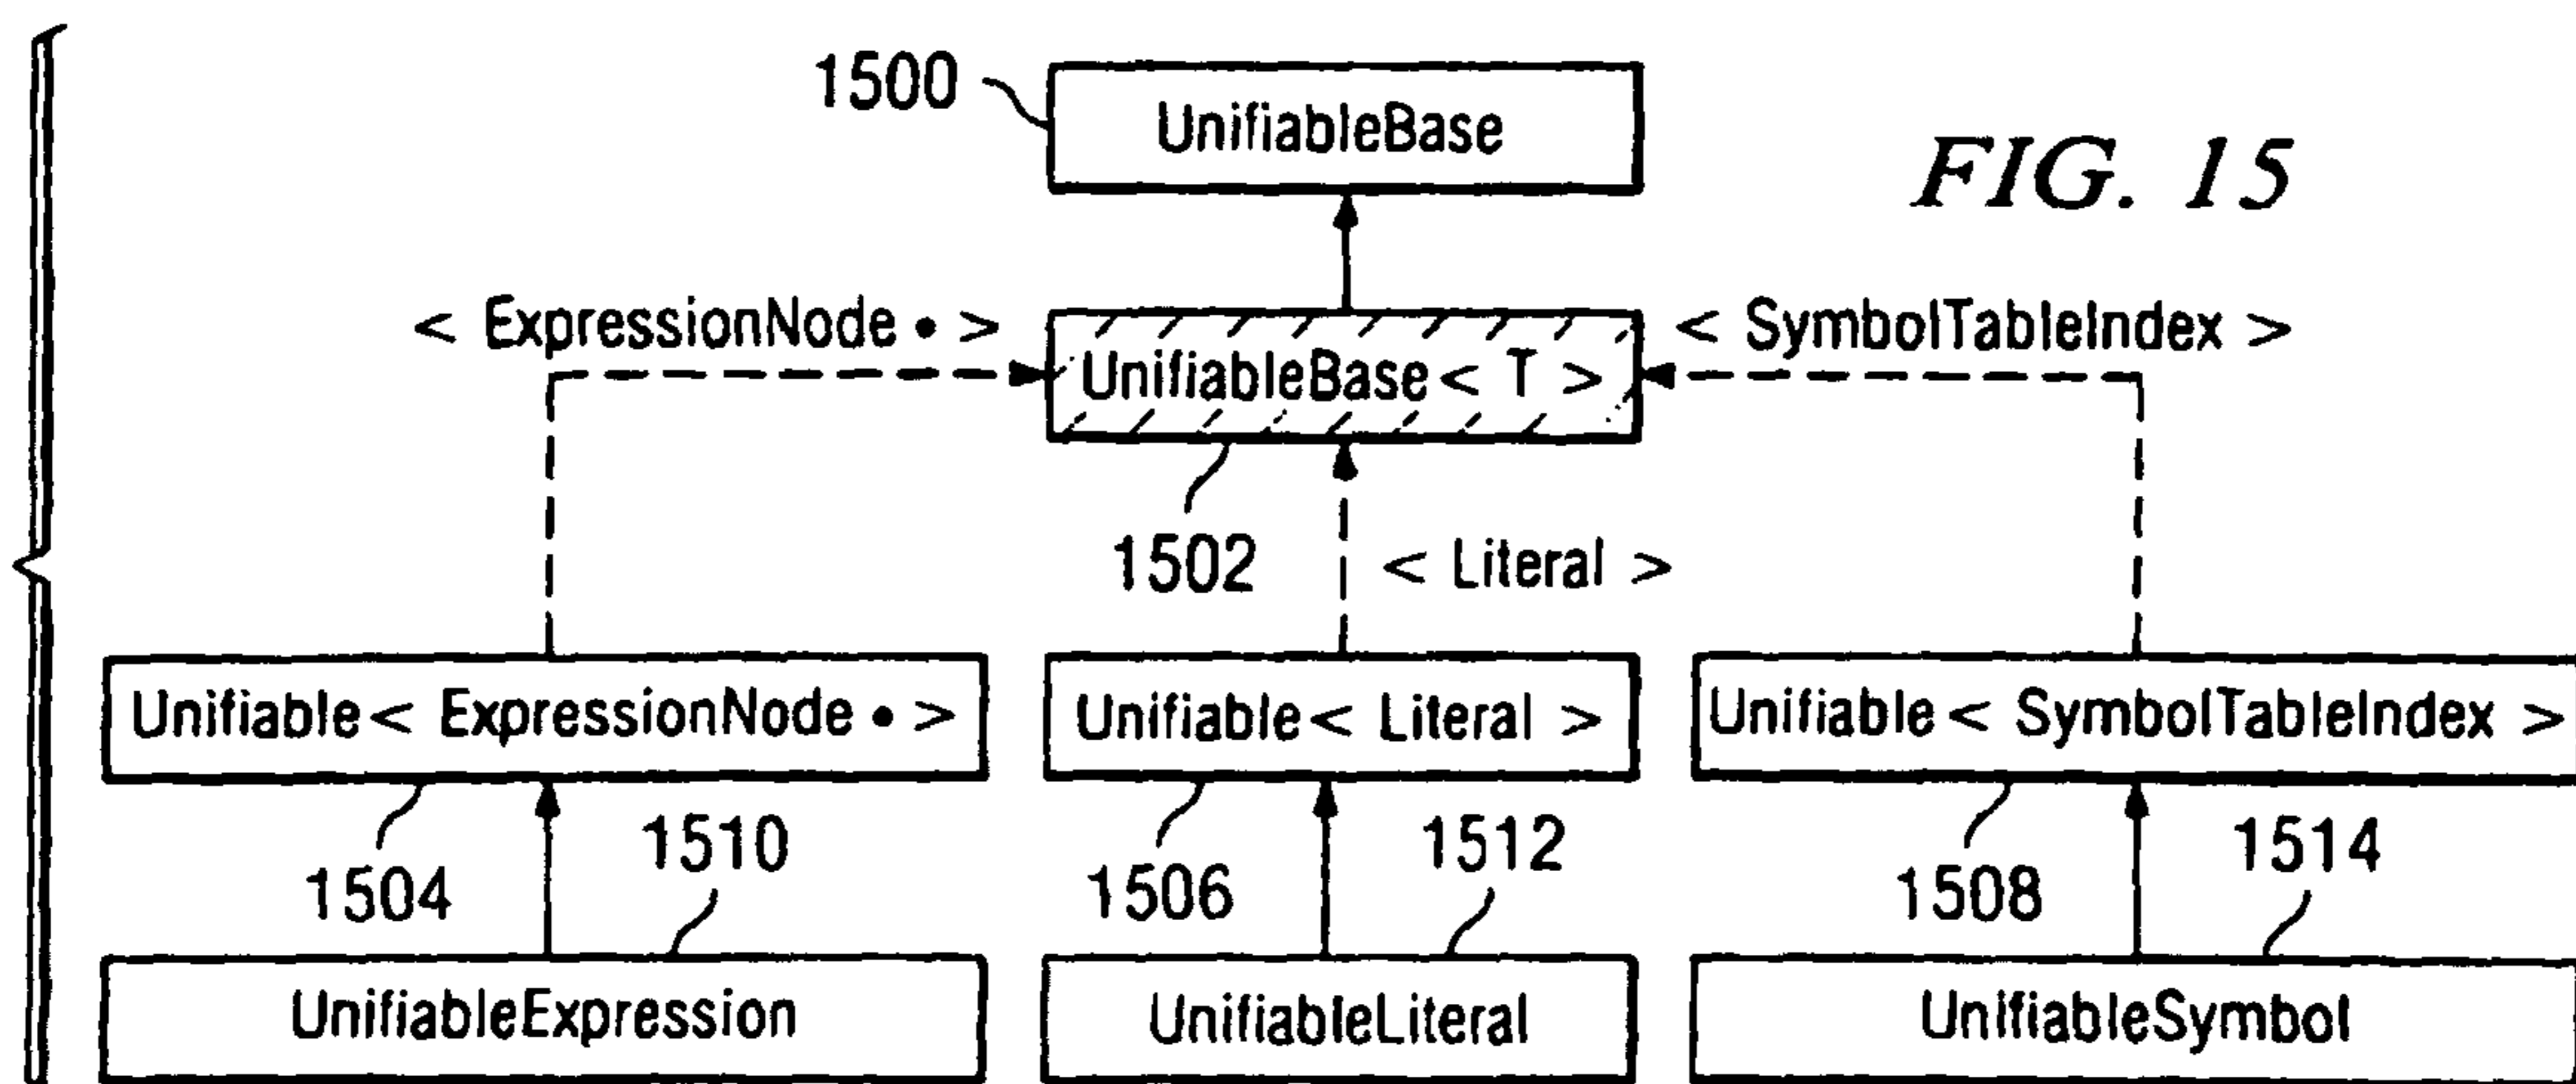 1500
UnifiableBase
FIG. 15
< ExpressionNode • >
UnifiableBase < T >
< SymbolTableIndex >
1502
< Literal >
Unifiable < ExpressionNode • >
Unifiable < Literal >
Unifiable < SymbolTableIndex >
1504
1510
1506
1512
1508
1514
UnifiableExpression
UnifiableLiteral
UnifiableSymbol